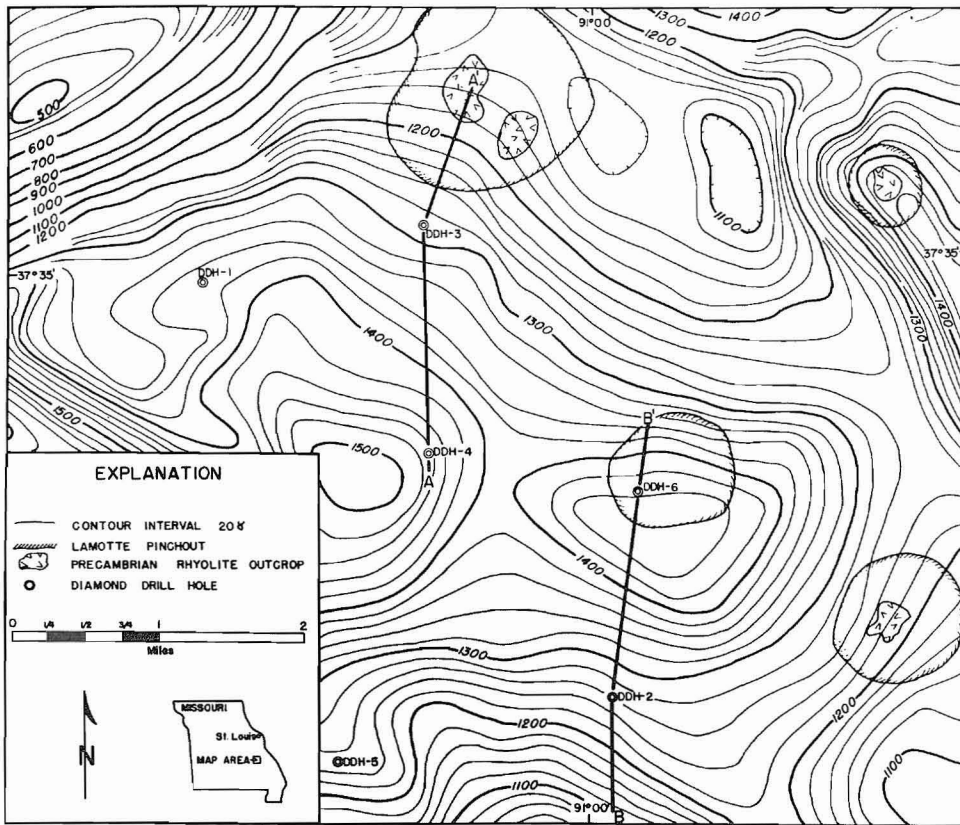 91°00'
1300
1400
1200
500
600
700
800
900
1000
1100
1200
A'
1200
1100
DDH-3
37°35'
DDH-1
37°35'
1300
1400
1300
1400
1500
B'
1500
DDH-4
A
DDH-6
1400
EXPLANATION
CONTOUR INTERVAL 20 γ
LAMOTTE PINCHOUT
PRECAMBRIAN RHYOLITE OUTCROP
DIAMOND DRILL HOLE
0 1/4 1/2 3/4 1 2
Miles
N
MISSOURI
St. Louis
MAP AREA
1300
DDH-2
1200
1200
DDH-5
1100
1100
91°00'
B